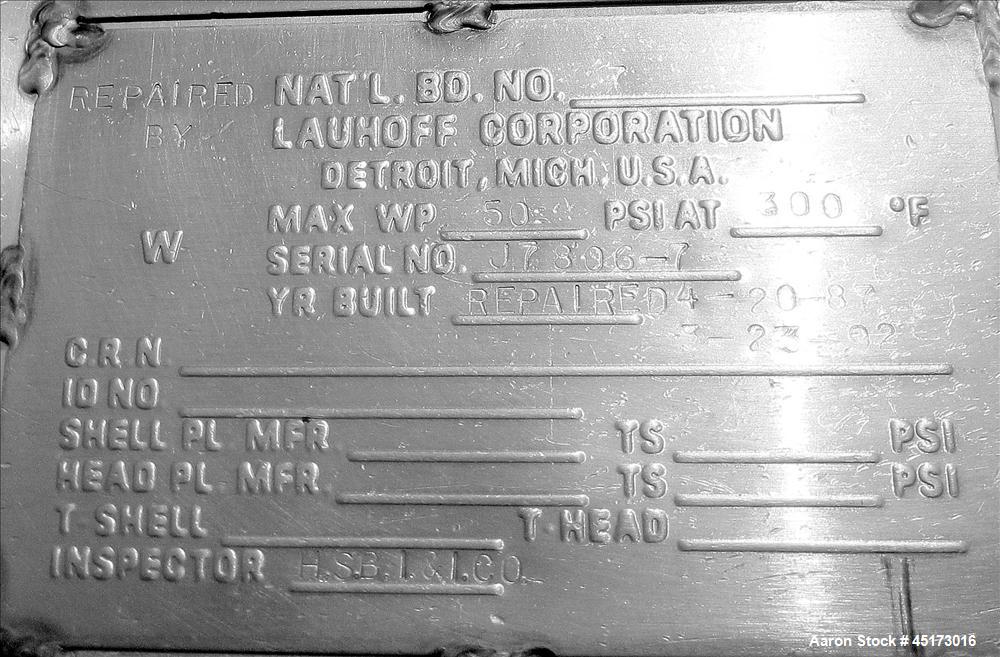 REPAIRED NAT'L. BD. NO. 7
BY LAUHOFF CORPORATION
DETROIT, MICH. U.S.A.
MAX WP 50 PSI AT 300 °F
W
SERIAL NO. J7806-7
YR BUILT REPAIRED 4-20-87
3-23-92
C R N
ID NO
SHELL PL MFR. TS PSI
HEAD PL MFR. TS PSI
T SHELL T-HEAD
INSPECTOR H.S.B.I.&I.CO.
Aaron Stock # 45173016